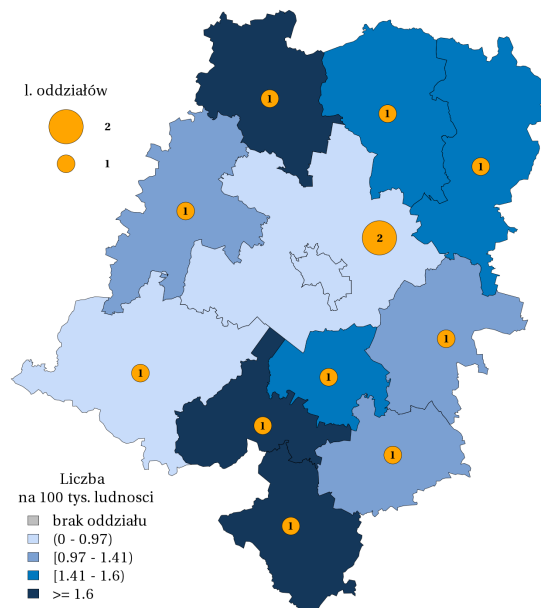 l. oddziałów
2
1
1
1
1
1
2
1
1
1
1
1
1
Liczba
na 100 tys. ludnosci
brak oddziału
(0 - 0.97)
[0.97 - 1.41)
[1.41 - 1.6)
>= 1.6